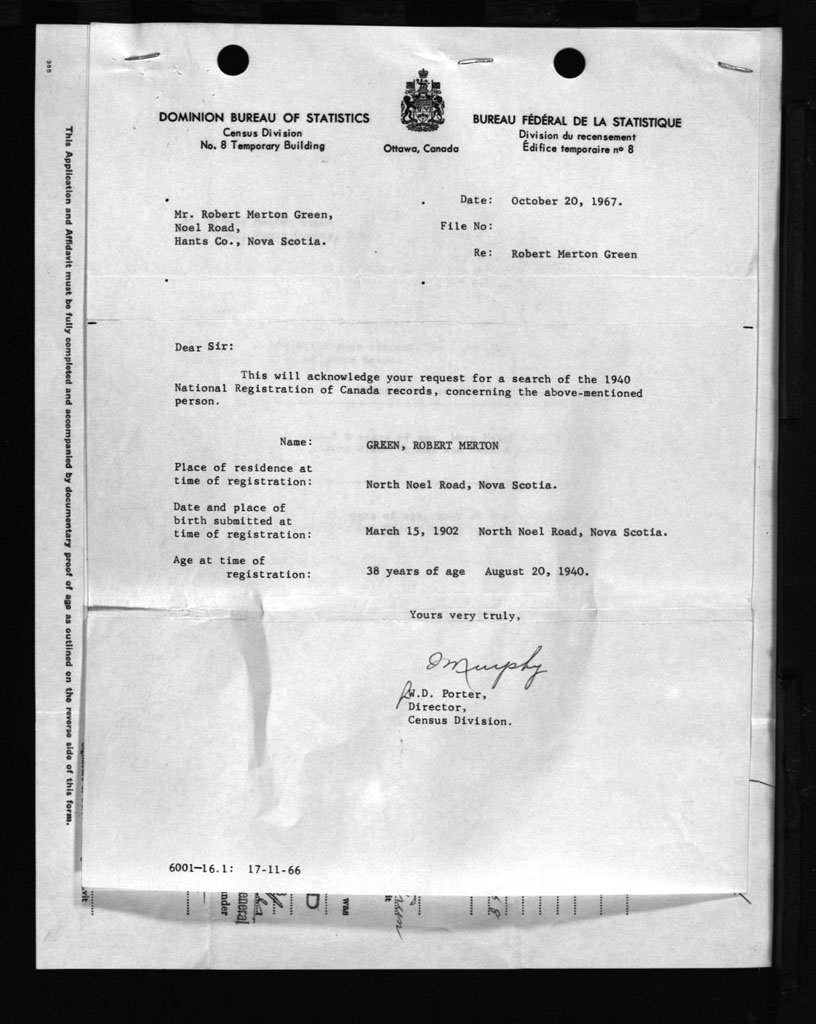 DOMINION BUREAU OF STATISTICS
Census Division
No. 8 Temporary Building
Ottawa, Canada
BUREAU FÉDÉRAL DE LA STATISTIQUE
Division du recensement
Édifice temporaire nº 8
Date: October 20, 1967.
Mr. Robert Merton Green,
Noel Road,
Hants Co., Nova Scotia.
File No:
Re: Robert Merton Green
Dear Sir:
This will acknowledge your request for a search of the 1940
National Registration of Canada records, concerning the above-mentioned
person.
Name: GREEN, ROBERT MERTON
Place of residence at
time of registration: North Noel Road, Nova Scotia.
Date and place of
birth submitted at
time of registration: March 15, 1902 North Noel Road, Nova Scotia.
Age at time of
registration: 38 years of age August 20, 1940.
Yours very truly,
Murphy
W.D. Porter,
Director,
Census Division.
6001-16.1: 17-11-66
This Application and Affidavit must be fully completed and accompanied by documentary proof of age as outlined on the reverse side of this form.
was